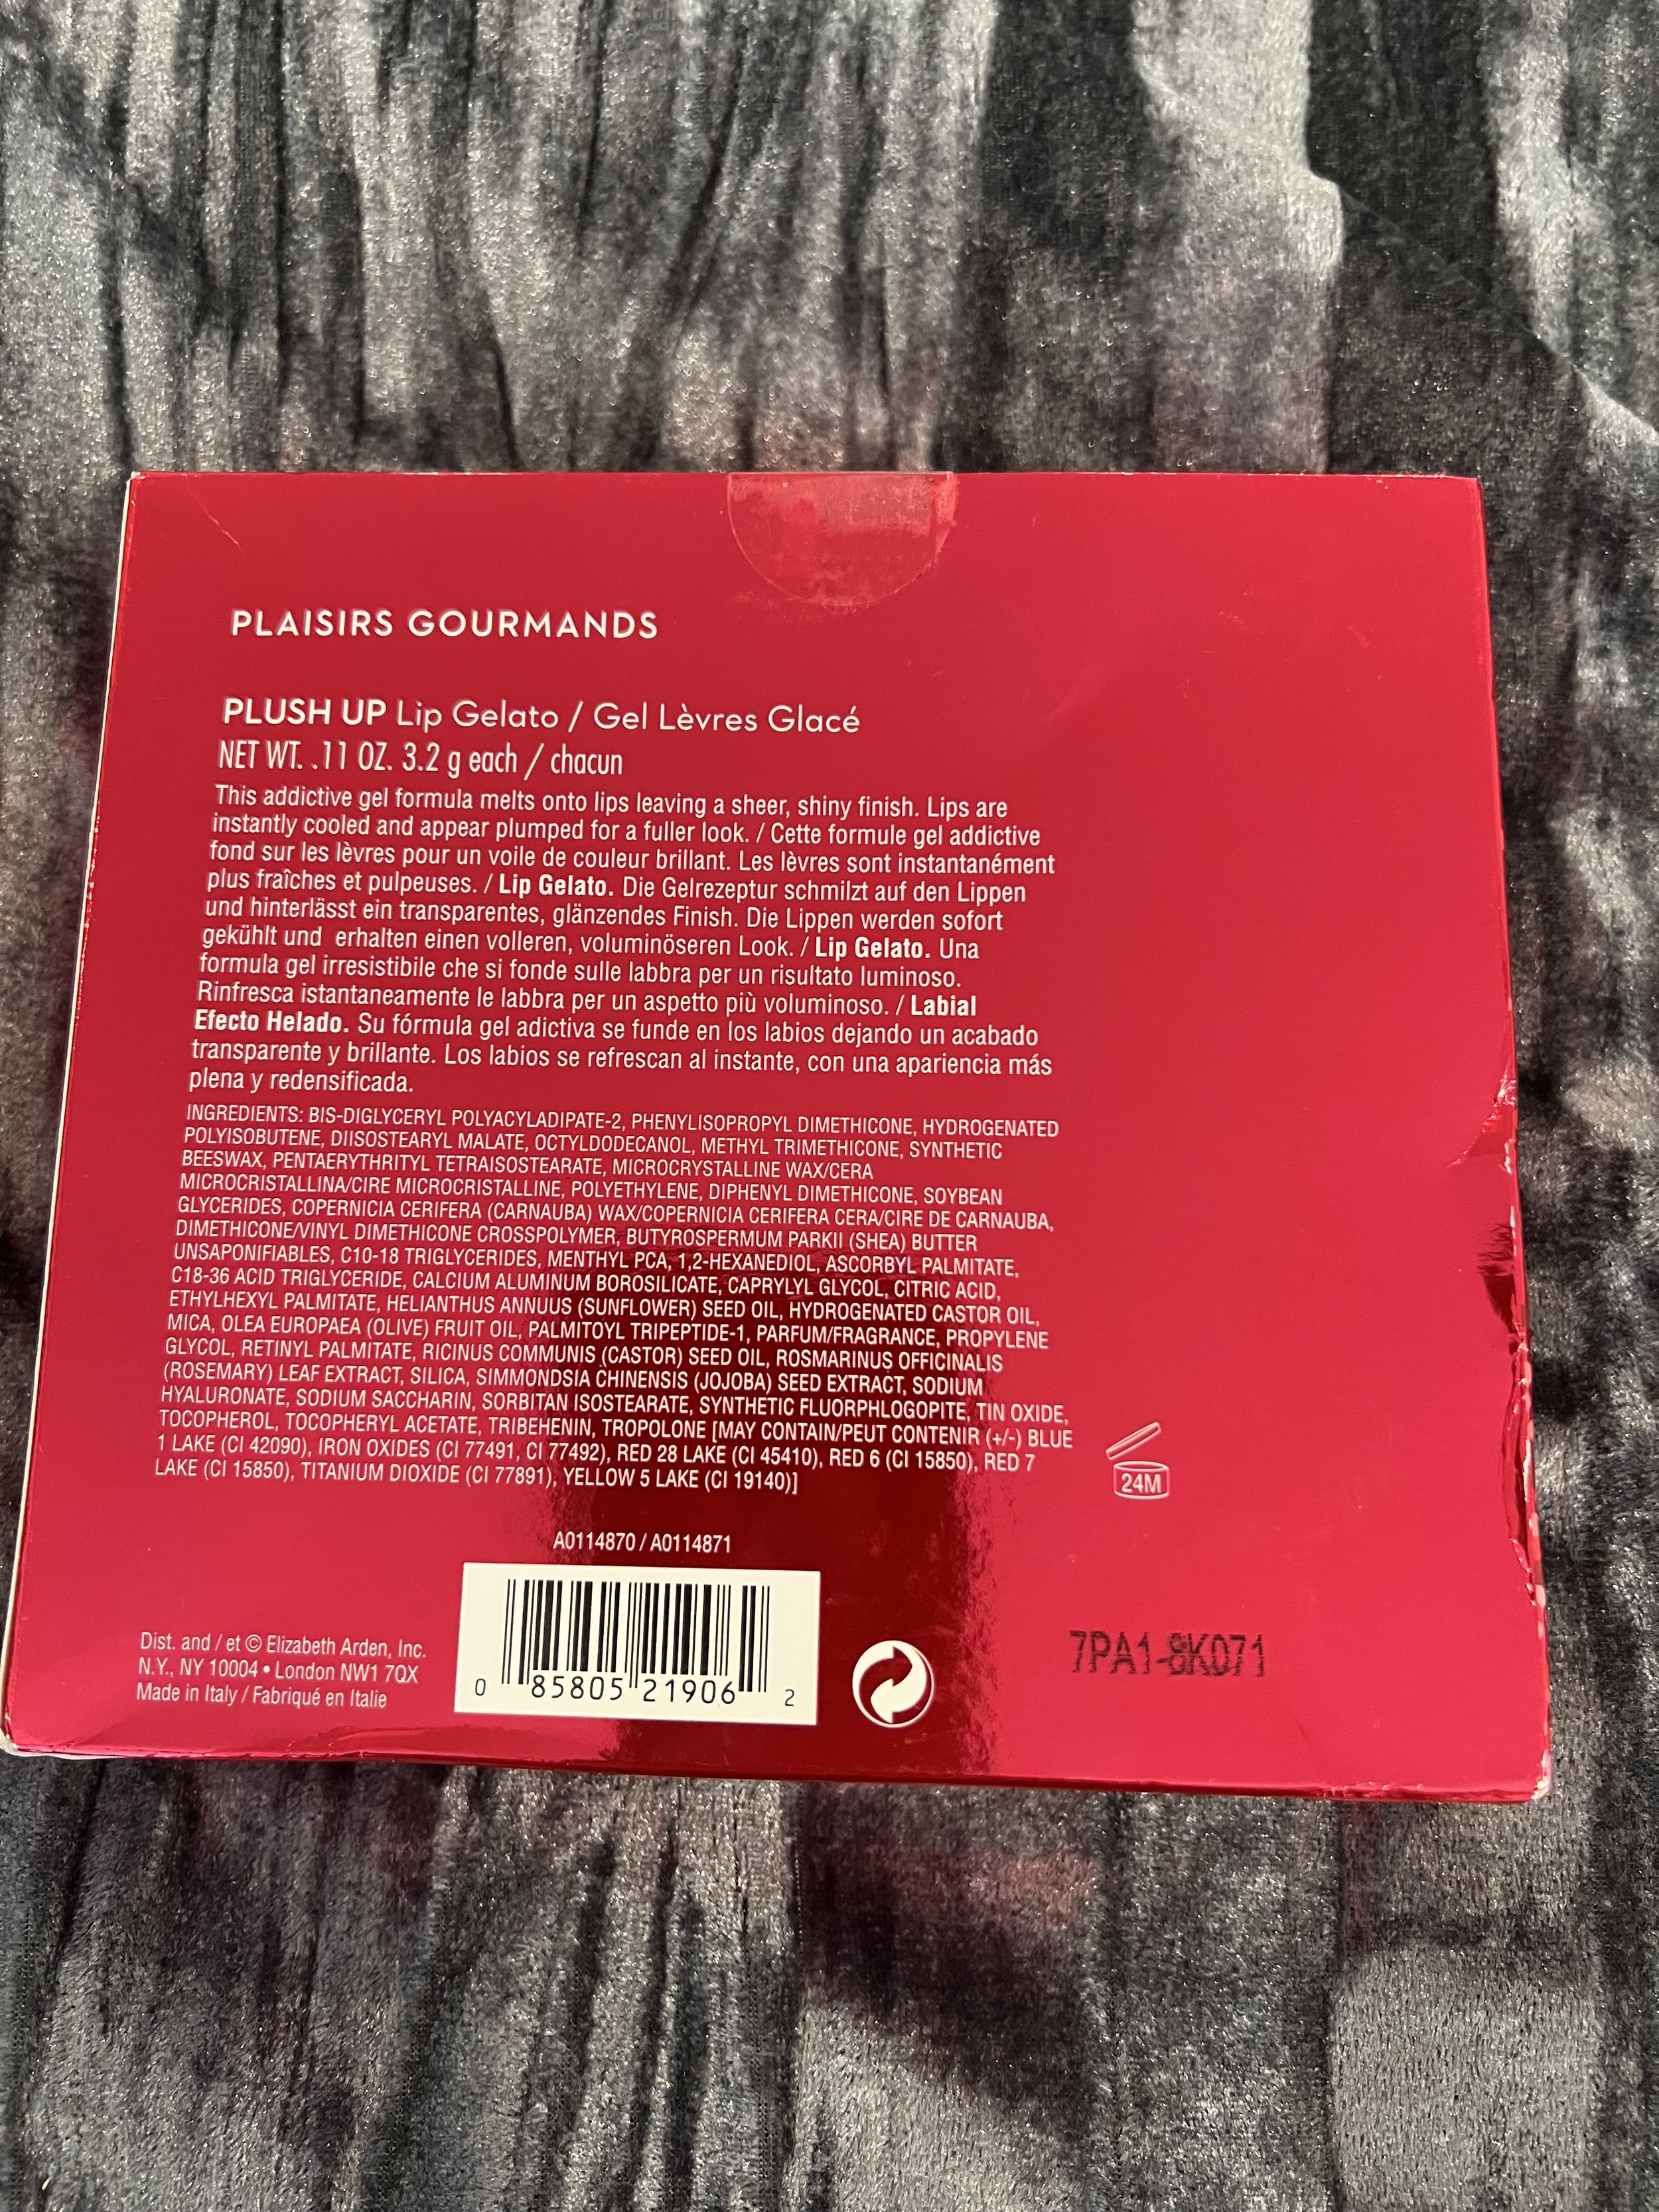 PLAISIRS GOURMANDS
PLUSH UP Lip Gelato / Gel Lèvres Glacé
NET WT. .11 OZ. 3.2 g each / chacun
This addictive gel formula melts onto lips leaving a sheer, shiny finish. Lips are
instantly cooled and appear plumped for a fuller look. / Cette formule gel addictive
fond sur les lèvres pour un voile de couleur brillant. Les lèvres sont instantanément
plus fraîches et pulpeuses. / Lip Gelato. Die Gelrezeptur schmilzt auf den Lippen
und hinterlässt ein transparentes, glänzendes Finish. Die Lippen werden sofort
gekühlt und erhalten einen volleren, voluminöseren Look. / Lip Gelato. Una
formula gel irresistibile che si fonde sulle labbra per un risultato luminoso.
Rinfresca istantaneamente le labbra per un aspetto più voluminoso. / Labial
Efecto Helado. Su fórmula gel adictiva se funde en los labios dejando un acabado
transparente y brillante. Los labios se refrescan al instante, con una apariencia más
plena y redensificada.
INGREDIENTS: BIS-DIGLYCERYL POLYACYLADIPATE-2, PHENYLISOPROPYL DIMETHICONE, HYDROGENATED
POLYISOBUTENE, DIISOSTEARYL MALATE, OCTYLDODECANOL, METHYL TRIMETHICONE, SYNTHETIC
BEESWAX, PENTAERYTHRITYL TETRAISOSTEARATE, MICROCRYSTALLINE WAX/CERA
MICROCRISTALLINA/CIRE MICROCRISTALLINE, POLYETHYLENE, DIPHENYL DIMETHICONE, SOYBEAN
GLYCERIDES, COPERNICIA CERIFERA (CARNAUBA) WAX/COPERNICIA CERIFERA CERA/CIRE DE CARNAUBA,
DIMETHICONE/VINYL DIMETHICONE CROSSPOLYMER, BUTYROSPERMUM PARKII (SHEA) BUTTER
UNSAPONIFIABLES, C10-18 TRIGLYCERIDES, MENTHYL PCA, 1,2-HEXANEDIOL, ASCORBYL PALMITATE,
C18-36 ACID TRIGLYCERIDE, CALCIUM ALUMINUM BOROSILICATE, CAPRYLYL GLYCOL, CITRIC ACID,
ETHYLHEXYL PALMITATE, HELIANTHUS ANNUUS (SUNFLOWER) SEED OIL, HYDROGENATED CASTOR OIL,
MICA, OLEA EUROPAEA (OLIVE) FRUIT OIL, PALMITOYL TRIPEPTIDE-1, PARFUM/FRAGRANCE, PROPYLENE
GLYCOL, RETINYL PALMITATE, RICINUS COMMUNIS (CASTOR) SEED OIL, ROSMARINUS OFFICINALIS
(ROSEMARY) LEAF EXTRACT, SILICA, SIMMONDSIA CHINENSIS (JOJOBA) SEED EXTRACT, SODIUM
HYALURONATE, SODIUM SACCHARIN, SORBITAN ISOSTEARATE, SYNTHETIC FLUORPHLOGOPITE, TIN OXIDE,
TOCOPHEROL, TOCOPHERYL ACETATE, TRIBEHENIN, TROPOLONE [MAY CONTAIN/PEUT CONTENIR (+/-) BLUE
1 LAKE (CI 42090), IRON OXIDES (CI 77491, CI 77492), RED 28 LAKE (CI 45410), RED 6 (CI 15850), RED 7
LAKE (CI 15850), TITANIUM DIOXIDE (CI 77891), YELLOW 5 LAKE (CI 19140)]
24M
A0114870 / A0114871
Dist. and / et © Elizabeth Arden, Inc.
N.Y., NY 10004 • London NW1 7QX
Made in Italy / Fabriqué en Italie
0 85805 21906 2
7PA1-8K071